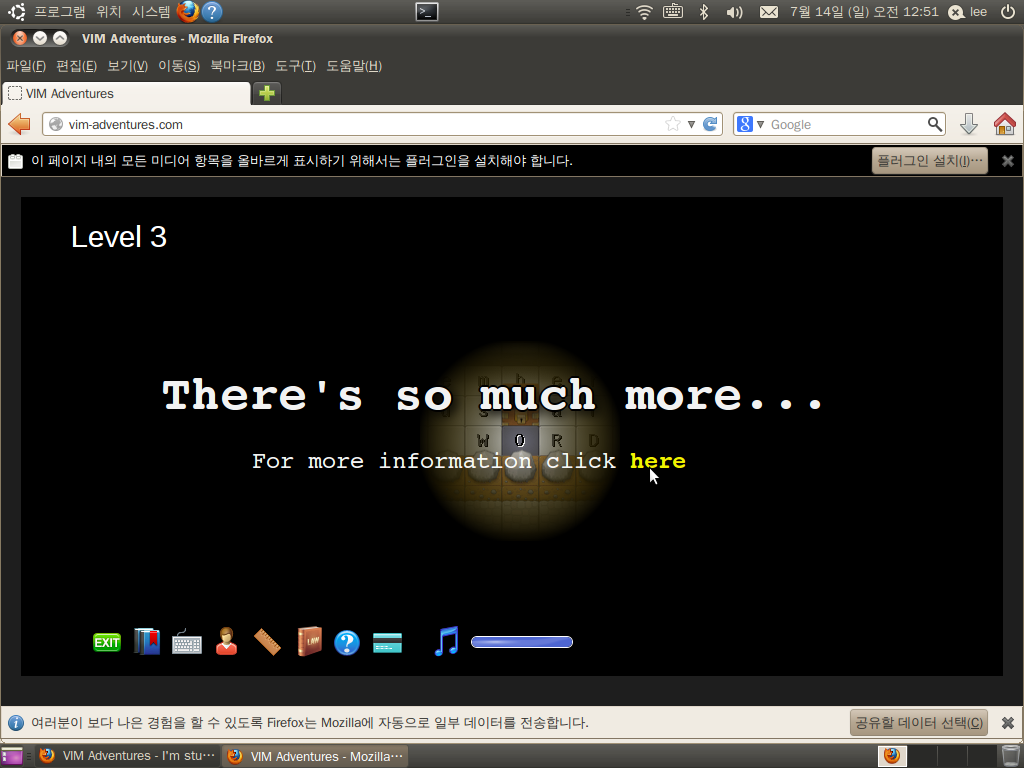 프로그램 위치 시스템
7월 14일 (일) 오전 12:51 lee
VIM Adventures - Mozilla Firefox
파일(F) 편집(E) 보기(V) 이동(S) 북마크(B) 도구(T) 도움말(H)
VIM Adventures
vim-adventures.com
Google
이 페이지 내의 모든 미디어 항목을 올바르게 표시하기 위해서는 플러그인을 설치해야 합니다.
플러그인 설치(I)…
Level 3
There's so much more...
W O R D
For more information click here
EXIT
LAW
여러분이 보다 나은 경험을 할 수 있도록 Firefox는 Mozilla에 자동으로 일부 데이터를 전송합니다.
공유할 데이터 선택(C)
VIM Adventures - I'm stu…
VIM Adventures - Mozilla…